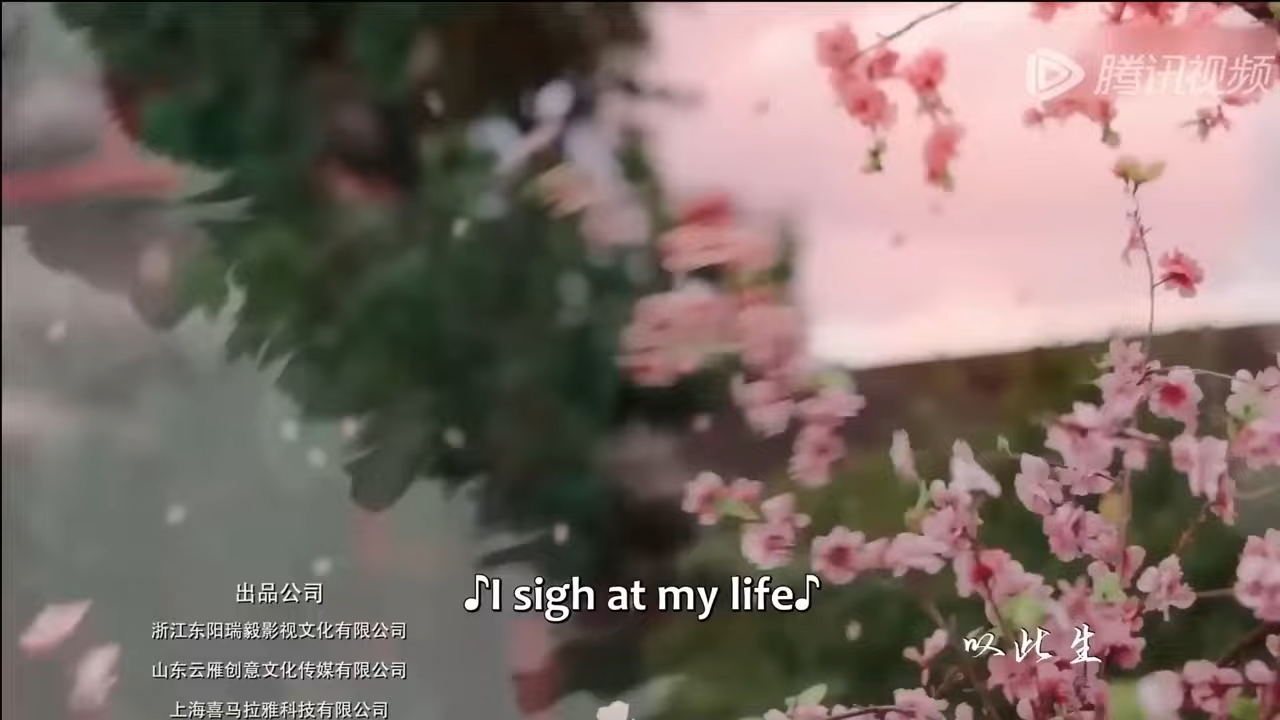 腾讯视频
出品公司
♪I sigh at my life♪
浙江东阳瑞毅影视文化有限公司
叹此生
山东云雁创意文化传媒有限公司
上海喜马拉雅科技有限公司